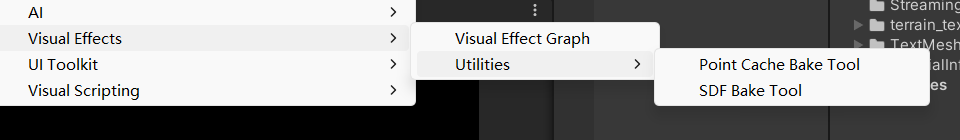 AI
Visual Effects
UI Toolkit
Visual Scripting
Visual Effect Graph
Utilities
Point Cache Bake Tool
SDF Bake Tool
Streaming
terrain_tex
TextMesh